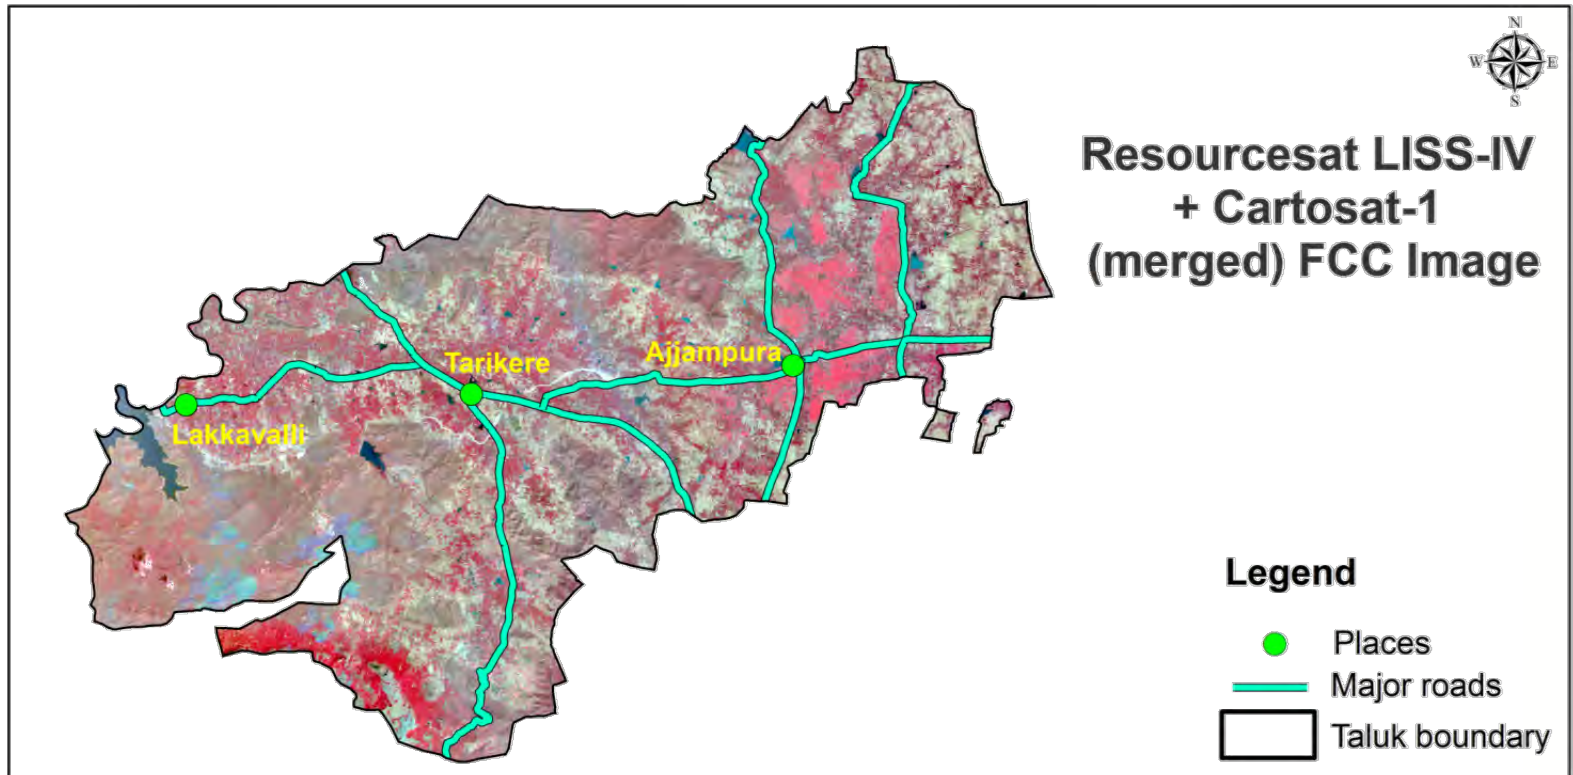 N
W E
S
Resourcesat LISS-IV
+ Cartosat-1
(merged) FCC Image
Tarikere
Ajjampura
Lakkavalli
Legend
Places
Major roads
Taluk boundary